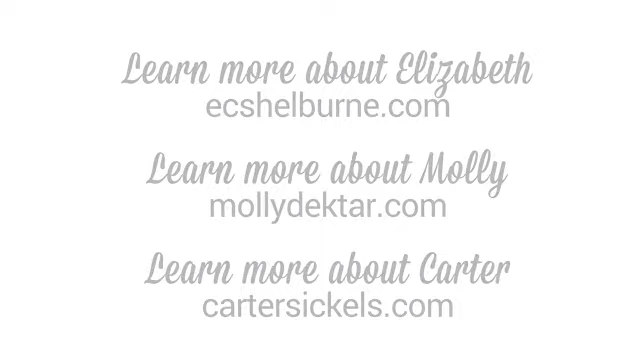 Learn more about Elizabeth
ecshelburne.com
Learn more about Molly
mollydektar.com
Learn more about Carter
cartersickels.com